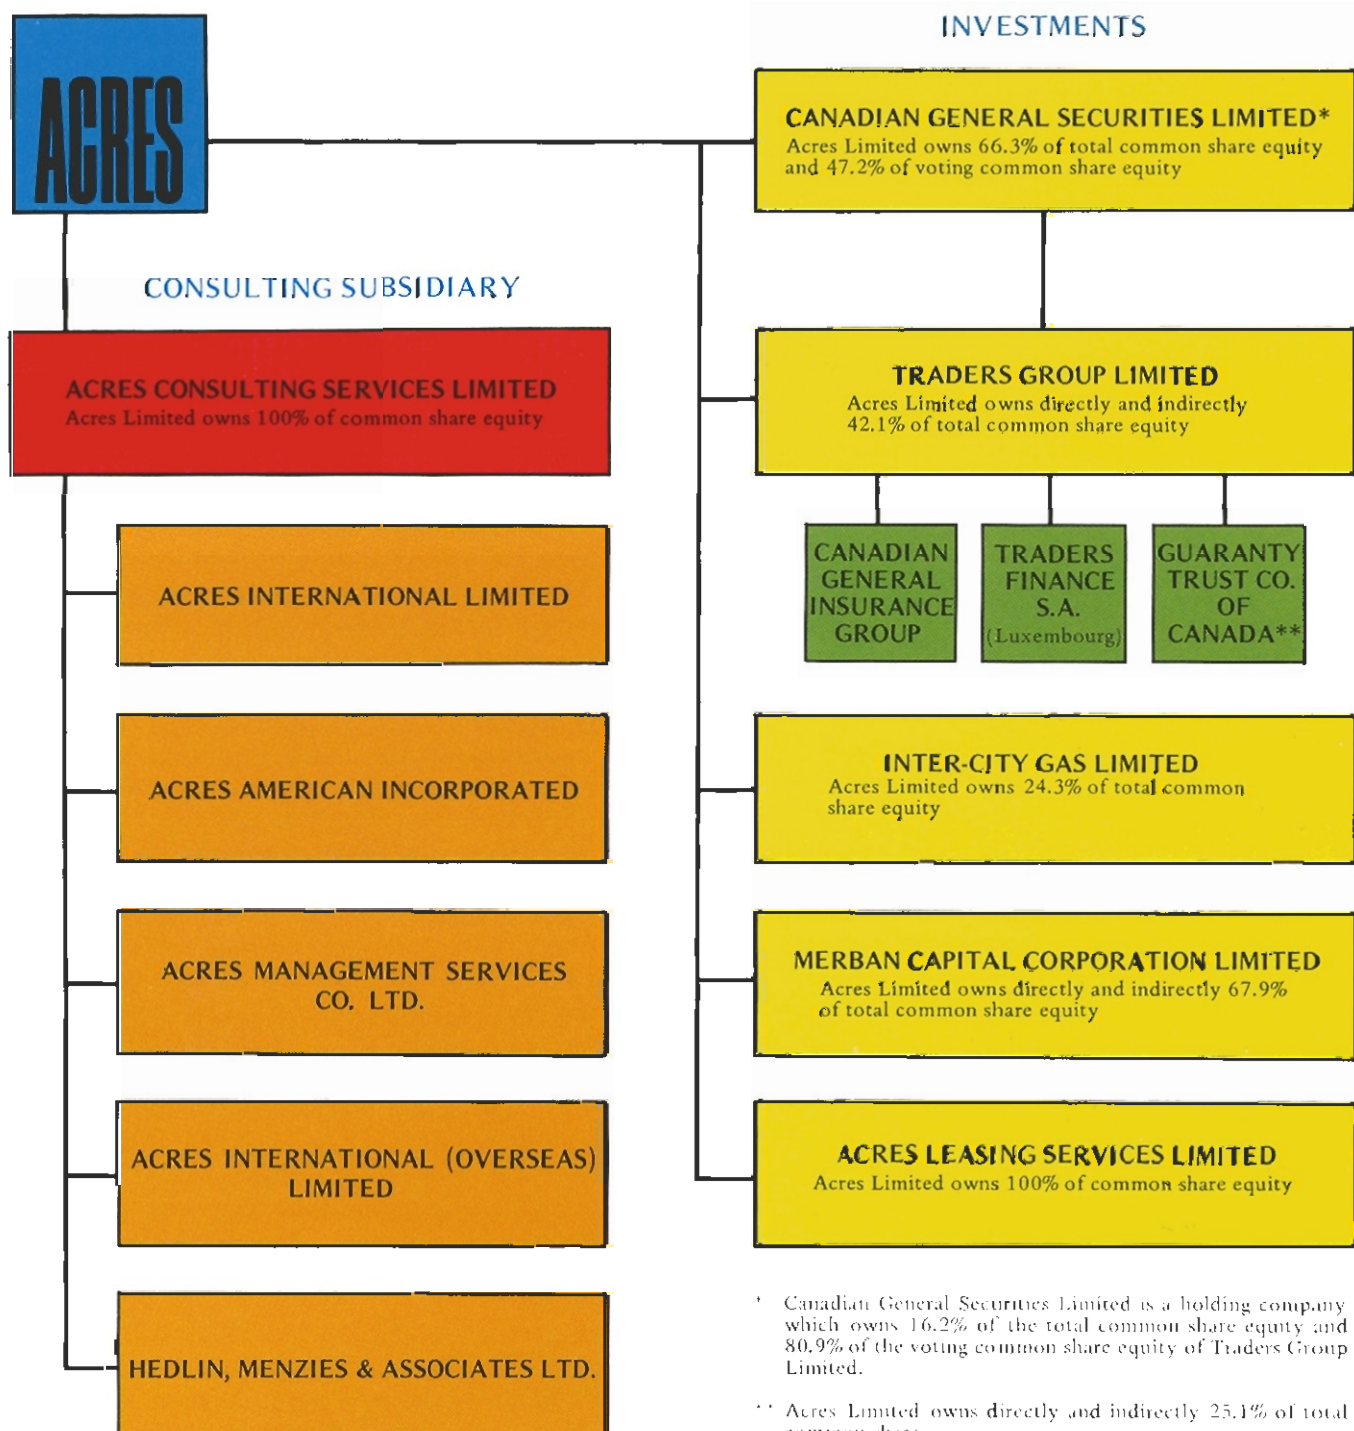 ACRES
INVESTMENTS
CANADIAN GENERAL SECURITIES LIMITED*
Acres Limited owns 66.3% of total common share equity
and 47.2% of voting common share equity
CONSULTING SUBSIDIARY
ACRES CONSULTING SERVICES LIMITED
Acres Limited owns 100% of common share equity
TRADERS GROUP LIMITED
Acres Limited owns directly and indirectly
42.1% of total common share equity
ACRES INTERNATIONAL LIMITED
CANADIAN
GENERAL
INSURANCE
GROUP
TRADERS
FINANCE
S.A.
(Luxembourg)
GUARANTY
TRUST CO.
OF
CANADA**
ACRES AMERICAN INCORPORATED
INTER-CITY GAS LIMITED
Acres Limited owns 24.3% of total common
share equity
ACRES MANAGEMENT SERVICES
CO. LTD.
MERBAN CAPITAL CORPORATION LIMITED
Acres Limited owns directly and indirectly 67.9%
of total common share equity
ACRES INTERNATIONAL (OVERSEAS)
LIMITED
ACRES LEASING SERVICES LIMITED
Acres Limited owns 100% of common share equity
HEDLIN, MENZIES & ASSOCIATES LTD.
* Canadian General Securities Limited is a holding company
which owns 16.2% of the total common share equity and
80.9% of the voting common share equity of Traders Group
Limited.
** Acres Limited owns directly and indirectly 25.1% of total